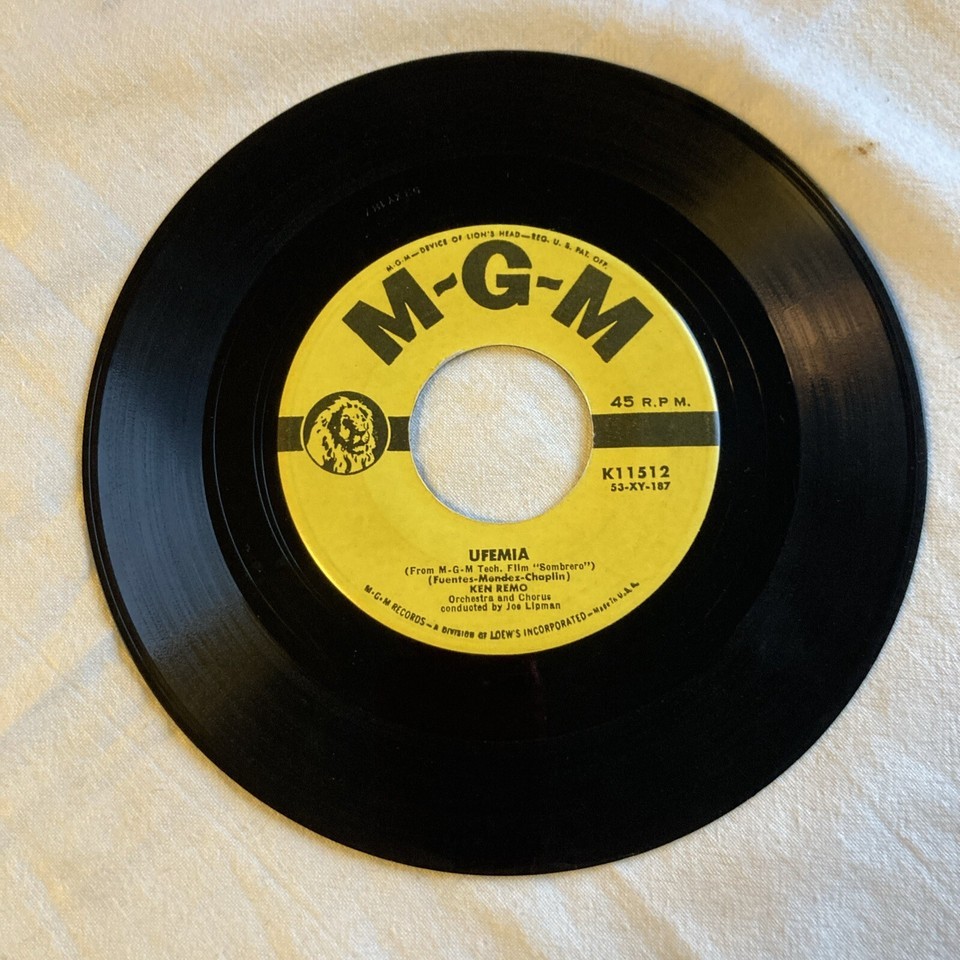 M-G-M—DEVICE OF LION'S HEAD—REG. U. S. PAT. OFF.
M-G-M
45 R.P.M.
K11512
53-XY-187
UFEMIA
(From M-G-M Tech. Film "Sombrero")
(Fuentes-Mendez-Chaplin)
KEN REMO
Orchestra and Chorus
conducted by Joe Lipman
M-G-M RECORDS—A DIVISION OF LOEW'S INCORPORATED—Made in U.S.A.